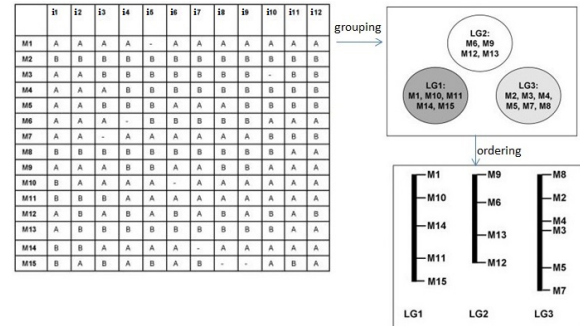 i1 i2 i3 i4 i5 i6 i7 i8 i9 i10 i11 i12
M1 A A A A - A A A A A A A
M2 B B B B B B B B B B B B
M3 A A B B B B B B B - B B
M4 A A A B B B B B B B B B
M5 A A B B B A A A B B B B
M6 A A A - B B B B B A A A
M7 A A - A A A A A A B B B
M8 B B B B B B B B B B A A
M9 A A A B B A A B B A A A
M10 B A A A A - A A A A A A
M11 B B B A A A A A A A A A
M12 A B A B A B A B A B A B
M13 A B B B B B B B B A B A
M14 B B A A A A - A A A A A
M15 B B A B A A B - - A B A
grouping
LG2:
M6, M9
M12, M13
LG1:
M1, M10, M11
M14, M15
LG3:
M2, M3, M4,
M5, M7, M8
ordering
M1 M9 M8
M10 M6 M2
M14 M13 M4
M3
M11 M12 M5
M15 M7
LG1 LG2 LG3